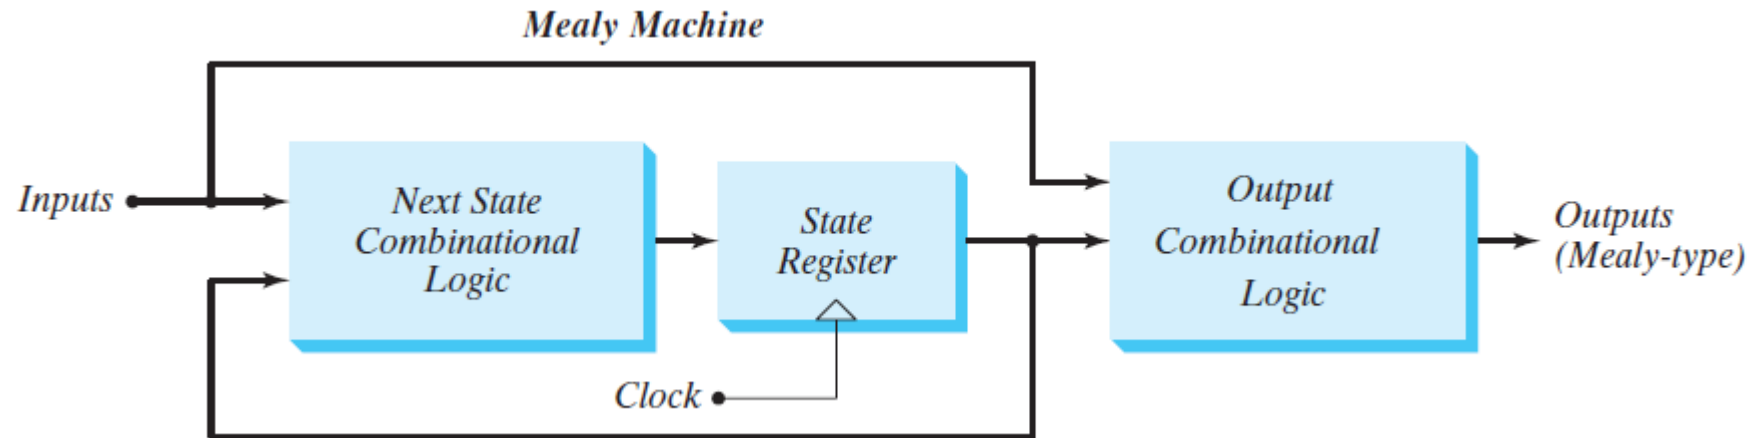 Mealy Machine
Inputs
Next State
Combinational
Logic
State
Register
Clock
Output
Combinational
Logic
Outputs
(Mealy-type)